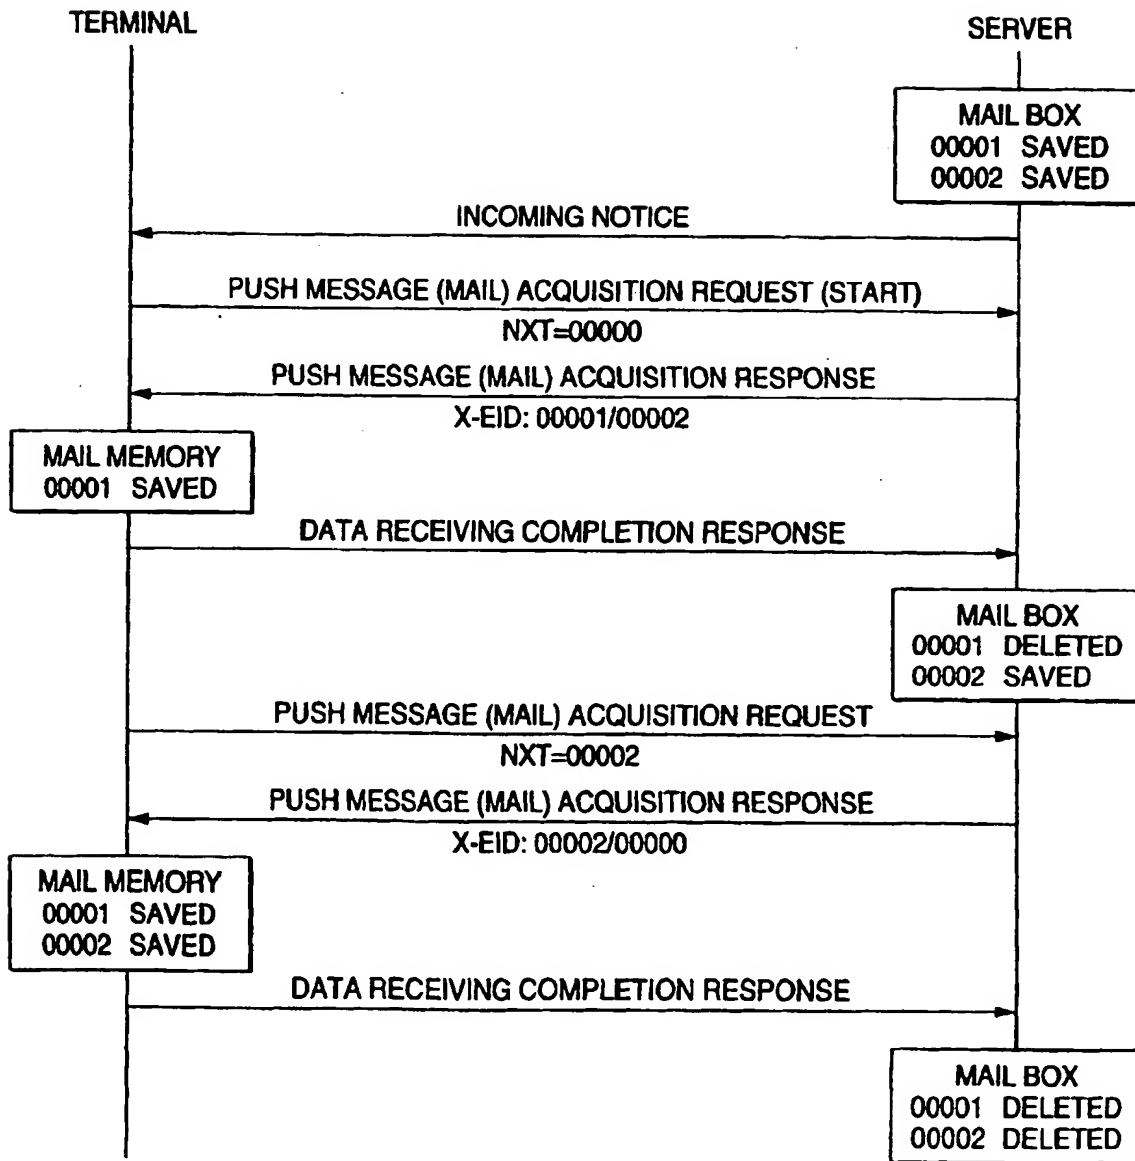 TERMINAL
SERVER
MAIL BOX
00001 SAVED
00002 SAVED
INCOMING NOTICE
PUSH MESSAGE (MAIL) ACQUISITION REQUEST (START)
NXT=00000
PUSH MESSAGE (MAIL) ACQUISITION RESPONSE
X-EID: 00001/00002
MAIL MEMORY
00001 SAVED
DATA RECEIVING COMPLETION RESPONSE
MAIL BOX
00001 DELETED
00002 SAVED
PUSH MESSAGE (MAIL) ACQUISITION REQUEST
NXT=00002
PUSH MESSAGE (MAIL) ACQUISITION RESPONSE
X-EID: 00002/00000
MAIL MEMORY
00001 SAVED
00002 SAVED
DATA RECEIVING COMPLETION RESPONSE
MAIL BOX
00001 DELETED
00002 DELETED